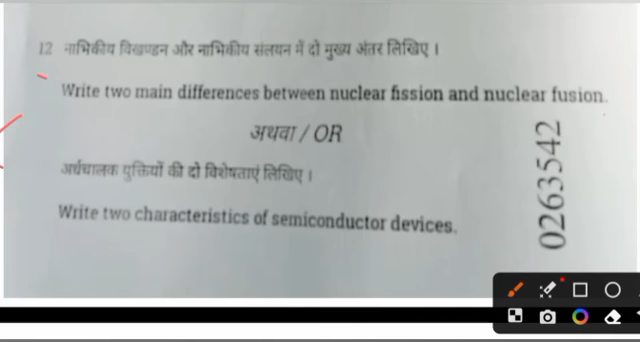 12 नाभिकीय विखण्डन और नाभिकीय संलयन में दो मुख्य अंतर लिखिए ।
Write two main differences between nuclear fission and nuclear fusion.
अथवा / OR
अर्धचालक युक्तियों की दो विशेषताएं लिखिए ।
Write two characteristics of semiconductor devices.
0263542